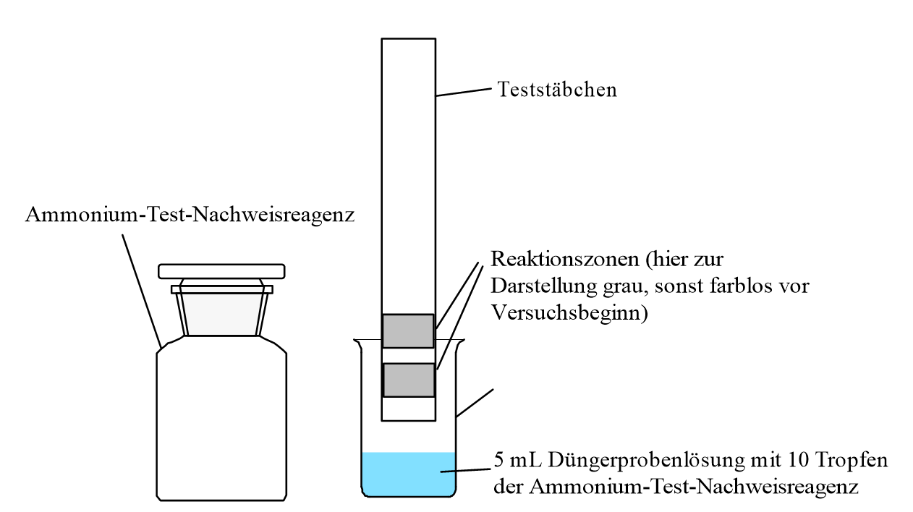 Teststäbchen
Ammonium-Test-Nachweisreagenz
Reaktionszonen (hier zur
Darstellung grau, sonst farblos vor
Versuchsbeginn)
5 mL Düngerprobenlösung mit 10 Tropfen
der Ammonium-Test-Nachweisreagenz